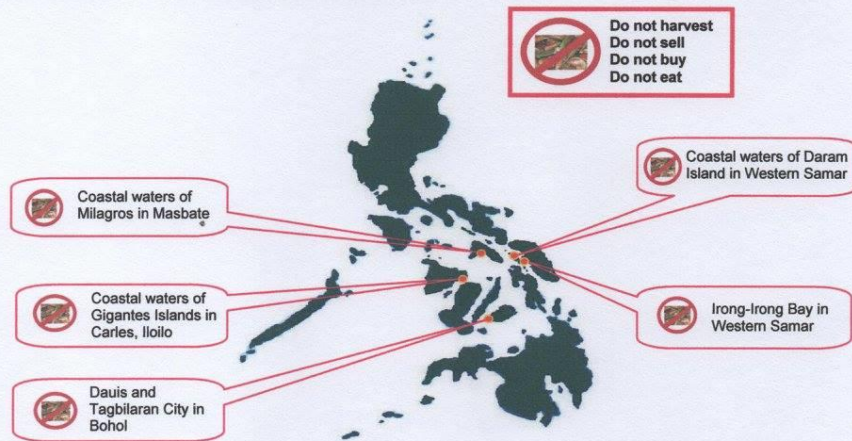 Do not harvest
Do not sell
Do not buy
Do not eat
Coastal waters of Daram
Island in Western Samar
Coastal waters of
Milagros in Masbate
Coastal waters of
Gigantes Islands in
Carles, Iloilo
Irong-Irong Bay in
Western Samar
Dauis and
Tagbilaran City in
Bohol